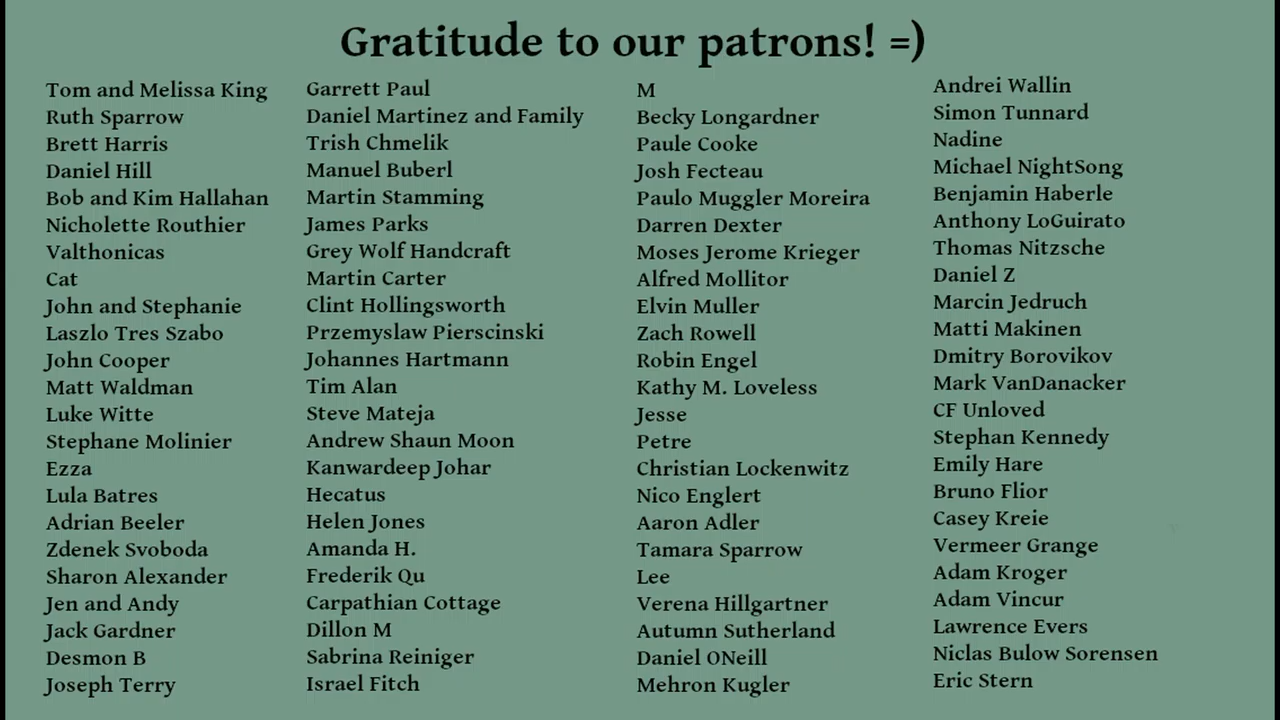 Gratitude to our patrons! =)
Tom and Melissa King
Ruth Sparrow
Brett Harris
Daniel Hill
Bob and Kim Hallahan
Nicholette Routhier
Valthonicas
Cat
John and Stephanie
Laszlo Tres Szabo
John Cooper
Matt Waldman
Luke Witte
Stephane Molinier
Ezza
Lula Batres
Adrian Beeler
Zdenek Svoboda
Sharon Alexander
Jen and Andy
Jack Gardner
Desmon B
Joseph Terry
Garrett Paul
Daniel Martinez and Family
Trish Chmelik
Manuel Buberl
Martin Stamming
James Parks
Grey Wolf Handcraft
Martin Carter
Clint Hollingsworth
Przemyslaw Pierscinski
Johannes Hartmann
Tim Alan
Steve Mateja
Andrew Shaun Moon
Kanwardeep Johar
Hecatus
Helen Jones
Amanda H.
Frederik Qu
Carpathian Cottage
Dillon M
Sabrina Reiniger
Israel Fitch
M
Becky Longardner
Paule Cooke
Josh Fecteau
Paulo Muggler Moreira
Darren Dexter
Moses Jerome Krieger
Alfred Mollitor
Elvin Muller
Zach Rowell
Robin Engel
Kathy M. Loveless
Jesse
Petre
Christian Lockenwitz
Nico Englert
Aaron Adler
Tamara Sparrow
Lee
Verena Hillgartner
Autumn Sutherland
Daniel ONeill
Mehron Kugler
Andrei Wallin
Simon Tunnard
Nadine
Michael NightSong
Benjamin Haberle
Anthony LoGuirato
Thomas Nitzsche
Daniel Z
Marcin Jedruch
Matti Makinen
Dmitry Borovikov
Mark VanDanacker
CF Unloved
Stephan Kennedy
Emily Hare
Bruno Flior
Casey Kreie
Vermeer Grange
Adam Kroger
Adam Vincur
Lawrence Evers
Niclas Bulow Sorensen
Eric Stern